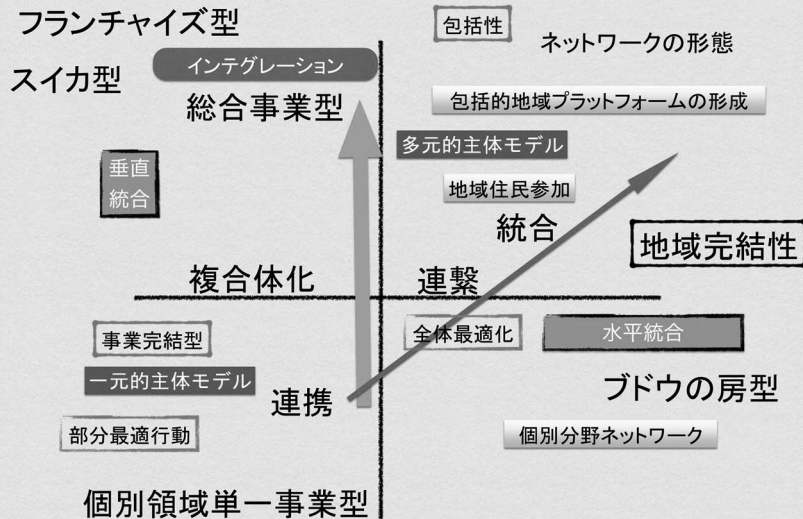 フランチャイズ型
包括性
ネットワークの形態
スイカ型
インテグレーション
総合事業型
包括的地域プラットフォームの形成
多元的主体モデル
垂直
統合
地域住民参加
統合
地域完結性
複合体化
連繋
事業完結型
全体最適化
水平統合
一元的主体モデル
連携
ブドウの房型
部分最適行動
個別分野ネットワーク
個別領域単一事業型